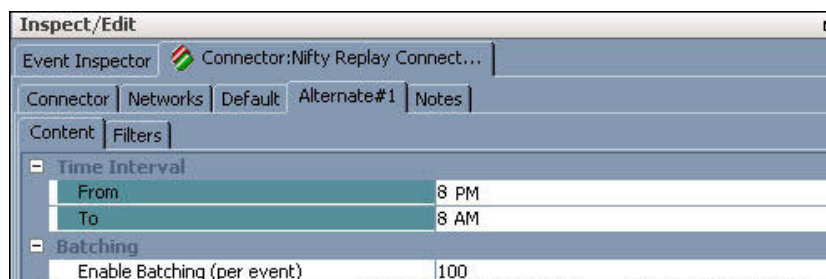 Inspect/Edit
Event Inspector Connector:Nifty Replay Connect...
Connector Networks Default Alternate#1 Notes
Content Filters
Time Interval
From 8 PM
To 8 AM
Batching
Enable Batching (per event) 100